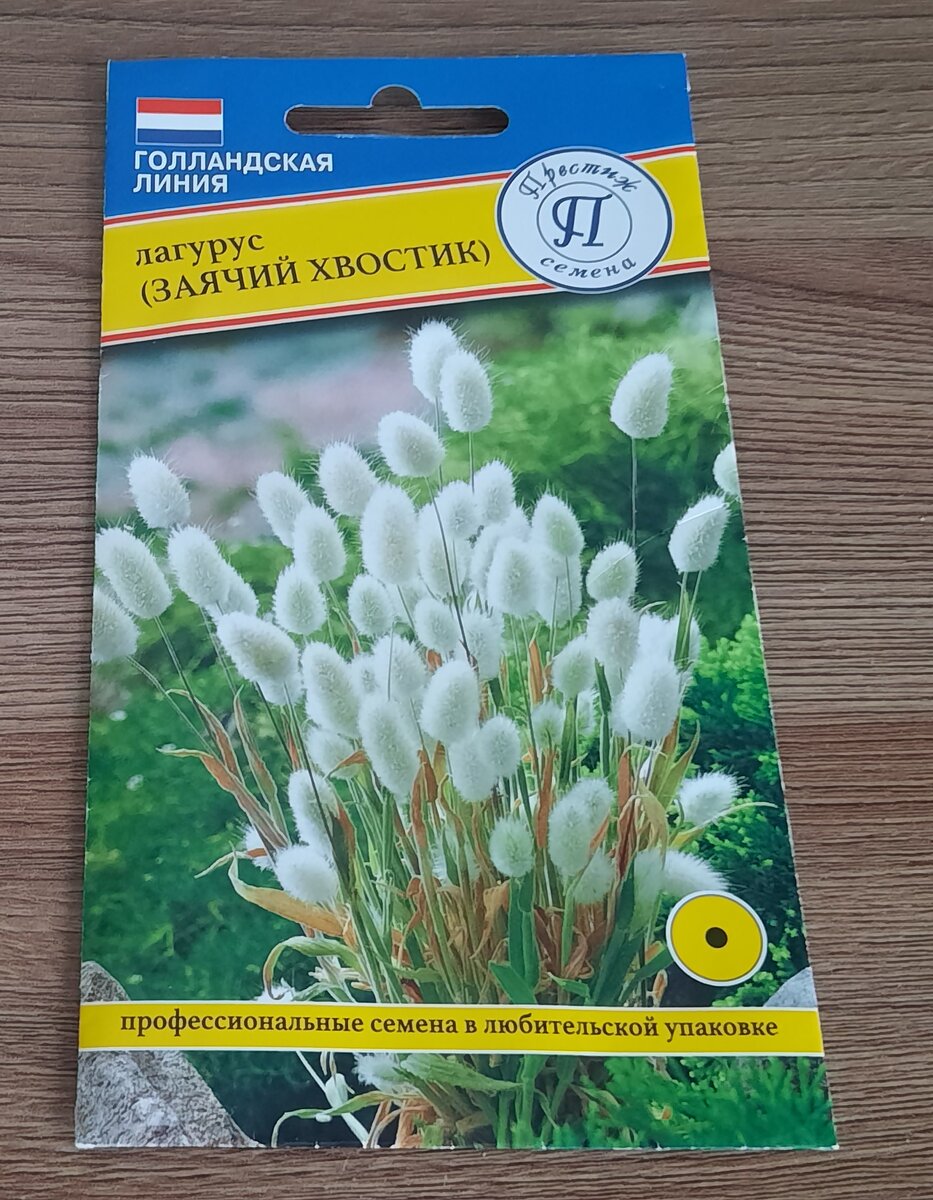 ГОЛЛАНДСКАЯ
ЛИНИЯ
Престиж
П
семена
лагурус
(ЗАЯЧИЙ ХВОСТИК)
профессиональные семена в любительской упаковке